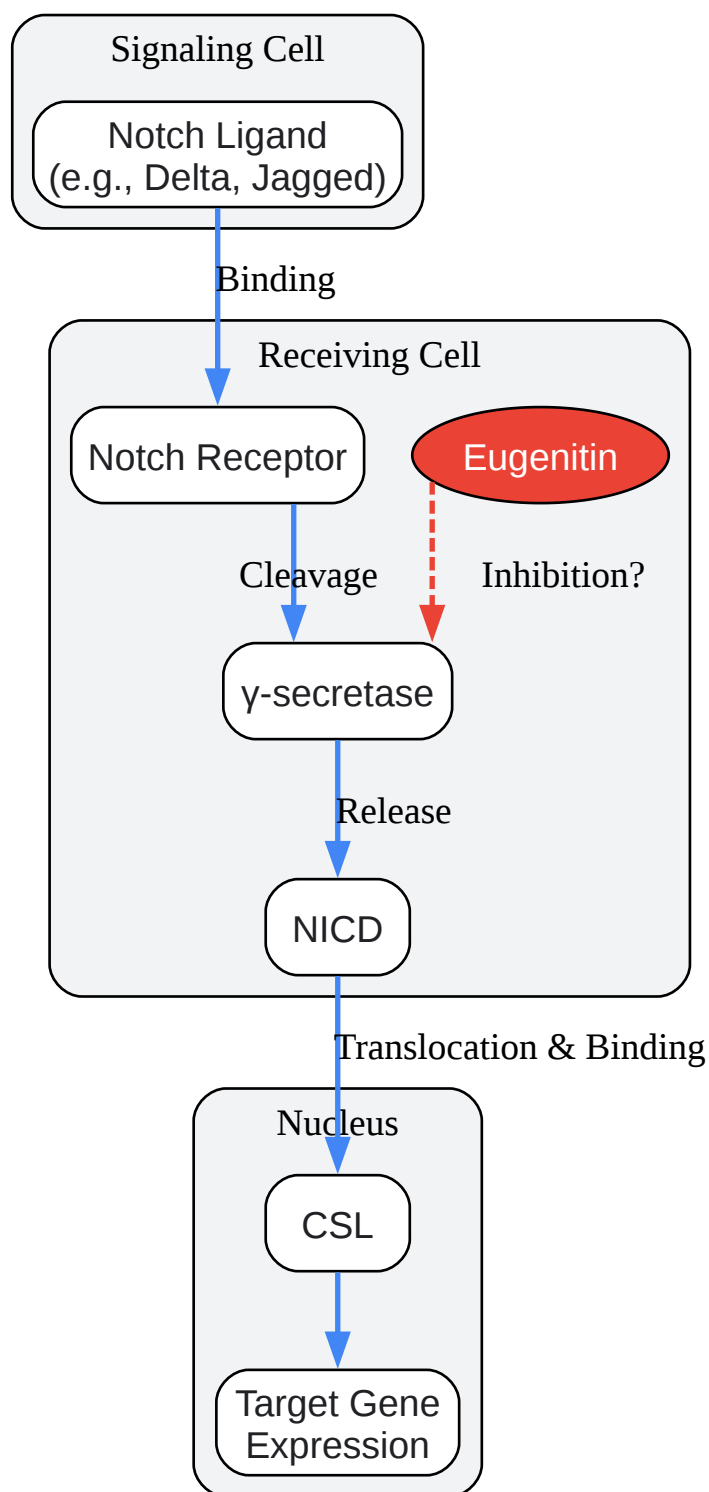 Signaling Cell
Notch Ligand
(e.g., Delta, Jagged)
Binding
Receiving Cell
Notch Receptor
Eugenitin
Cleavage
Inhibition?
γ-secretase
Release
NICD
Translocation & Binding
Nucleus
CSL
Target Gene
Expression